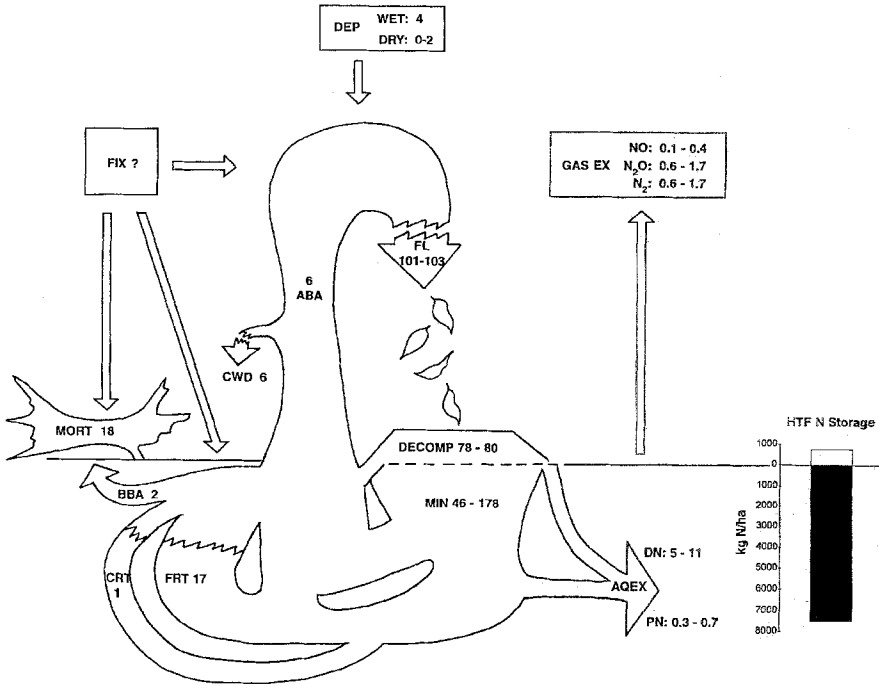 DEP WET: 4
DRY: 0-2
FIX ?
NO: 0.1 - 0.4
GAS EX N2O: 0.6 - 1.7
N2: 0.6 - 1.7
FL
101-103
6
ABA
CWD 6
MORT 18
BBA 2
DECOMP 78 - 80
MIN 46 - 178
CRT
1
FRT 17
DN: 5 - 11
AQEX
PN: 0.3 - 0.7
HTF N Storage
kg N/ha
1000
0
1000
2000
3000
4000
5000
6000
7000
8000